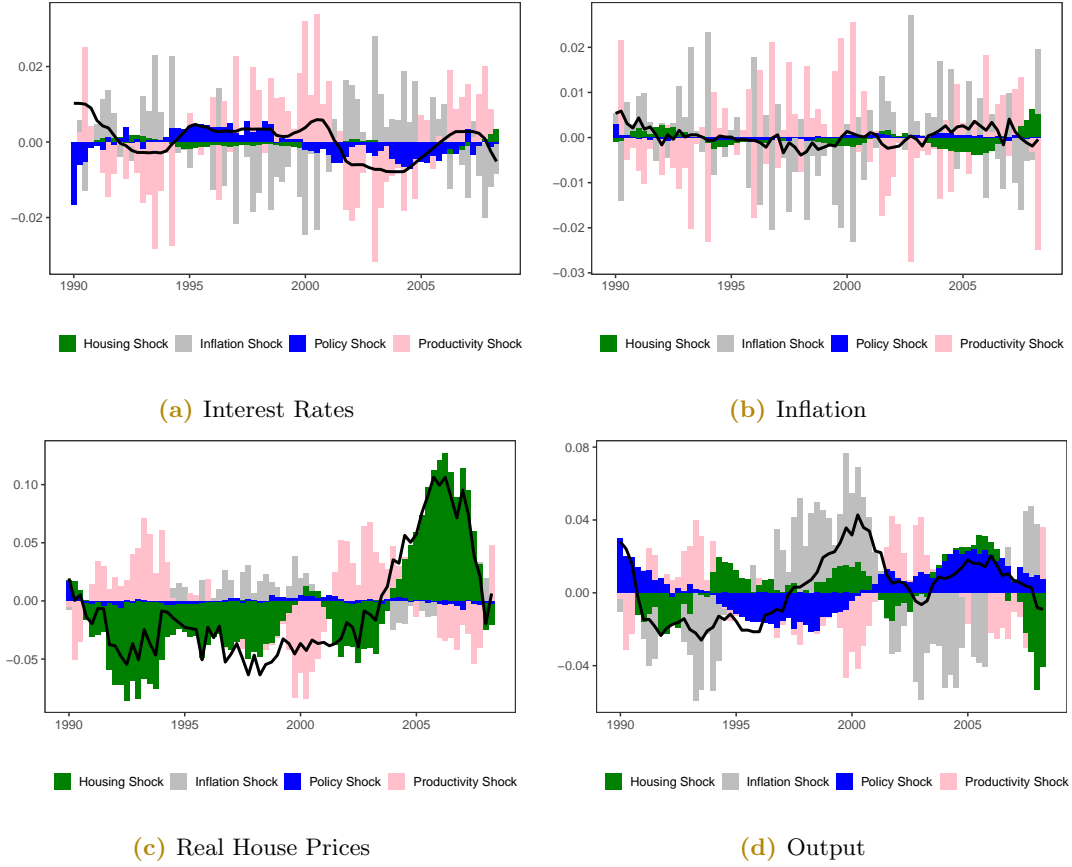 0.02
0.00
−0.02
1990 1995 2000 2005
Housing Shock Inflation Shock Policy Shock Productivity Shock
(a) Interest Rates
0.02
0.01
0.00
−0.01
−0.02
−0.03
1990 1995 2000 2005
Housing Shock Inflation Shock Policy Shock Productivity Shock
(b) Inflation
0.10
0.05
0.00
−0.05
1990 1995 2000 2005
Housing Shock Inflation Shock Policy Shock Productivity Shock
(c) Real House Prices
0.08
0.04
0.00
−0.04
1990 1995 2000 2005
Housing Shock Inflation Shock Policy Shock Productivity Shock
(d) Output